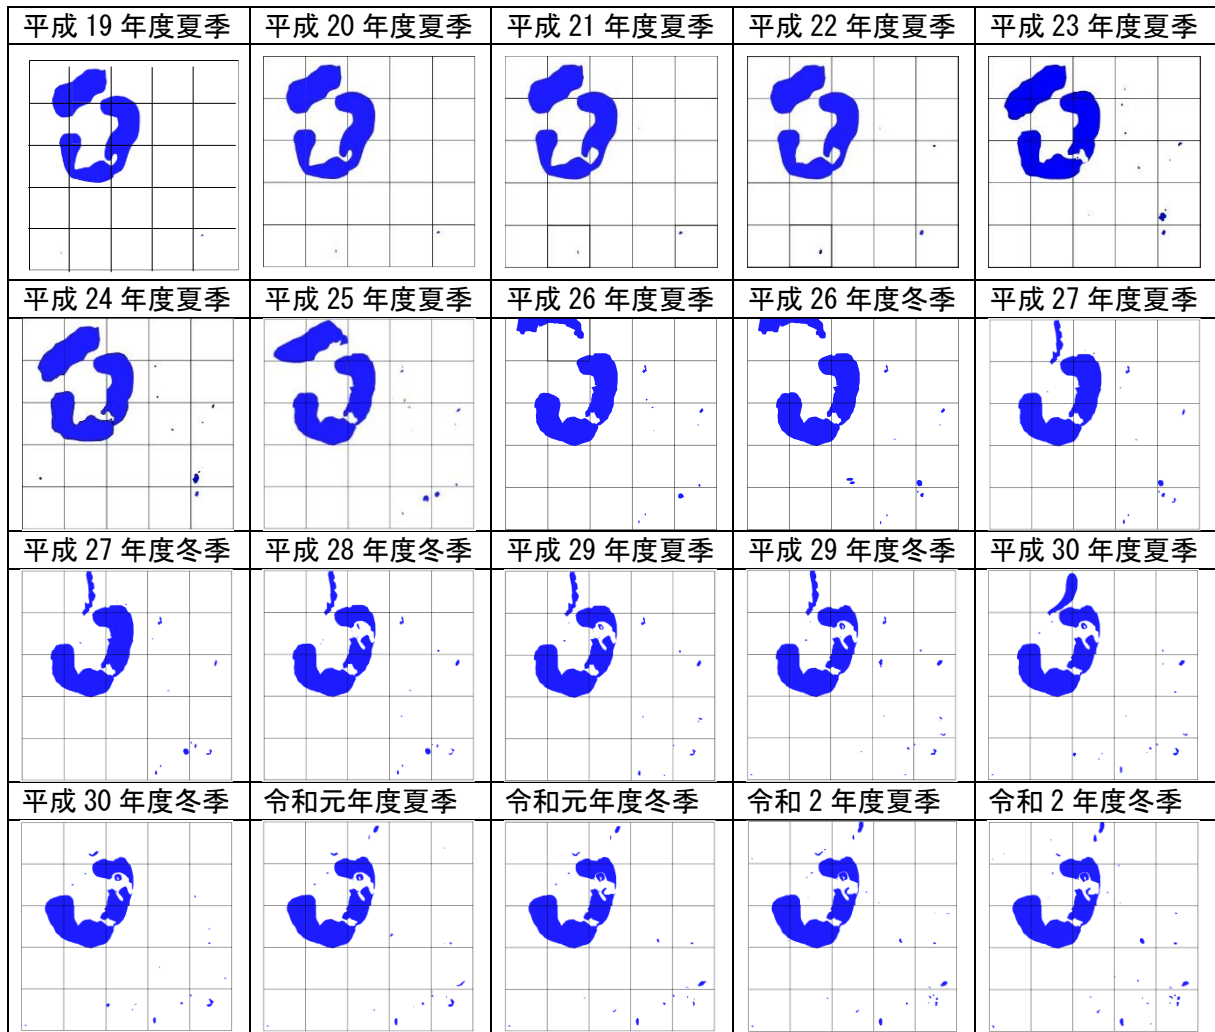 平成 19 年度夏季 平成 20 年度夏季 平成 21 年度夏季 平成 22 年度夏季 平成 23 年度夏季
平成 24 年度夏季 平成 25 年度夏季 平成 26 年度夏季 平成 26 年度冬季 平成 27 年度夏季
平成 27 年度冬季 平成 28 年度冬季 平成 29 年度夏季 平成 29 年度冬季 平成 30 年度夏季
平成 30 年度冬季 令和元年度夏季 令和元年度冬季 令和 2 年度夏季 令和 2 年度冬季